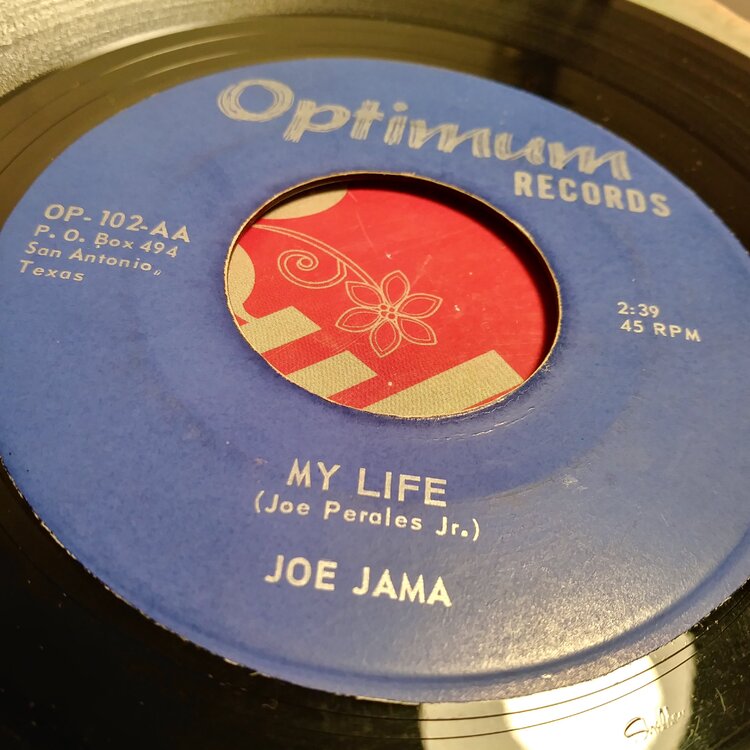 Optimum
RECORDS
OP-102-AA
P. O. Box 494
San Antonio,
Texas
2:39
45 RPM
MY LIFE
(Joe Perales Jr.)
JOE JAMA